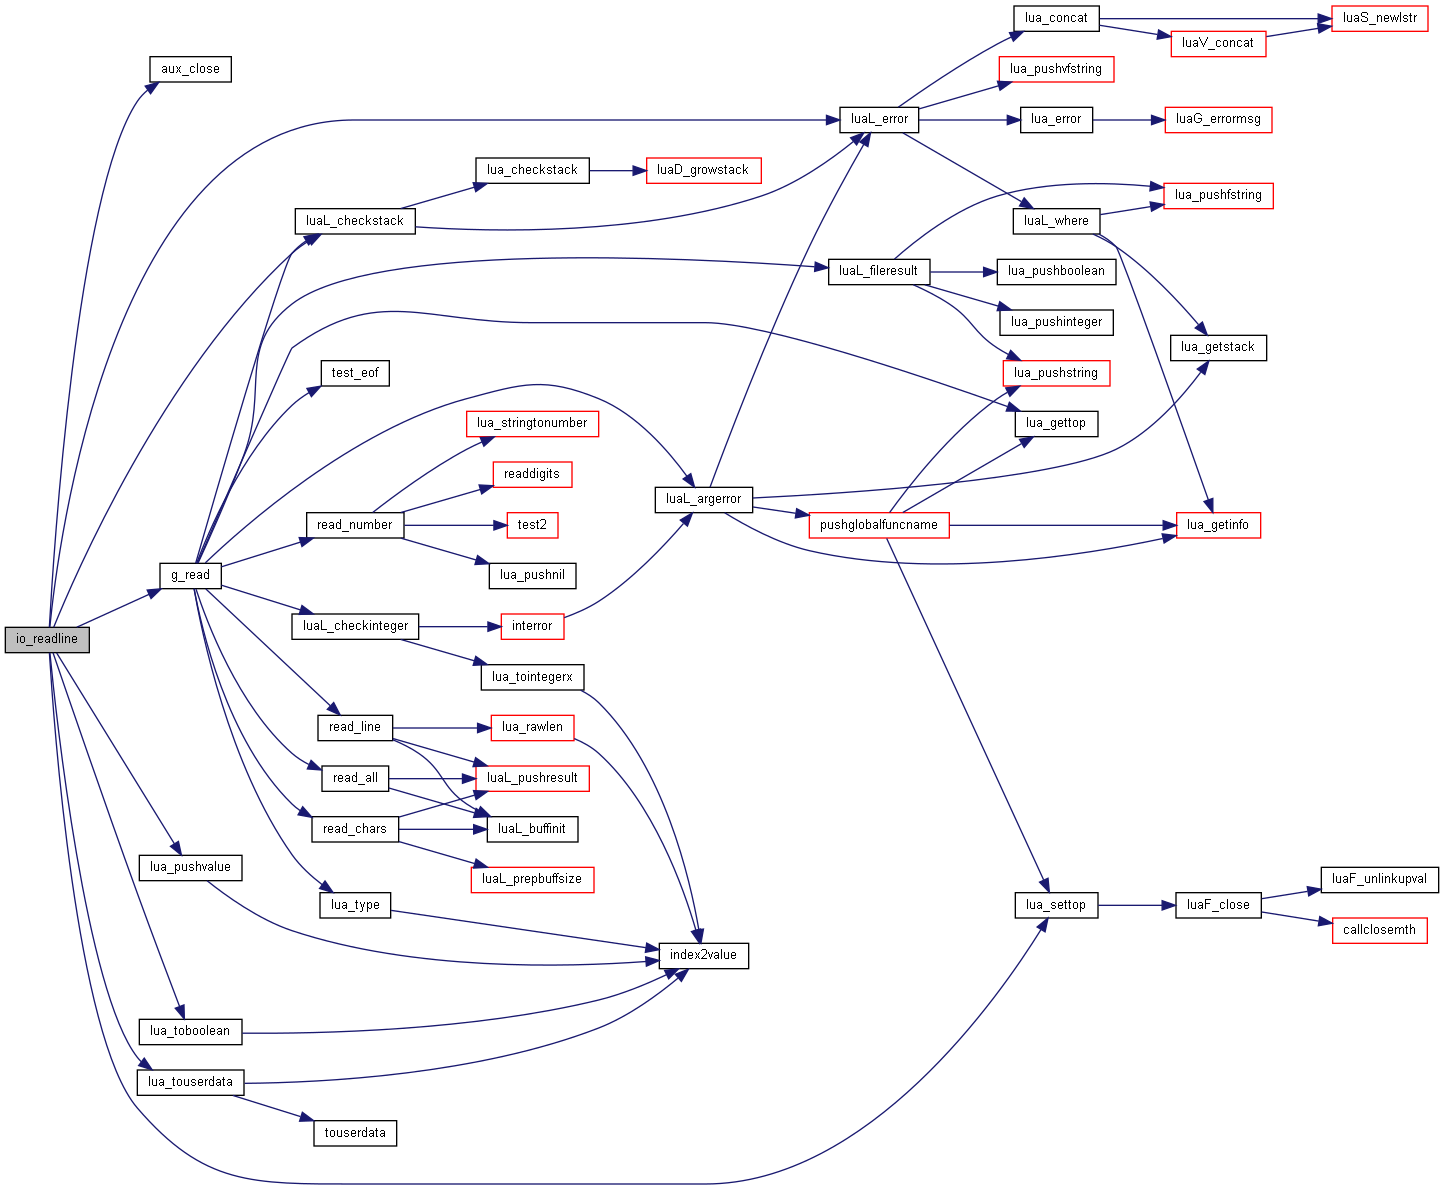 lua_concat
luaS_newlstr
luaV_concat
aux_close
lua_pushvfstring
luaL_error
lua_error
luaG_errormsg
lua_checkstack
luaD_growstack
lua_pushfstring
luaL_checkstack
luaL_where
luaL_fileresult
lua_pushboolean
lua_pushinteger
lua_getstack
test_eof
lua_pushstring
lua_stringtonumber
lua_gettop
readdigits
luaL_argerror
read_number
test2
pushglobalfuncname
lua_getinfo
g_read
lua_pushnil
luaL_checkinteger
interror
io_readline
lua_tointegerx
read_line
lua_rawlen
read_all
luaL_pushresult
read_chars
luaL_buffinit
lua_pushvalue
luaL_prepbuffsize
luaF_unlinkupval
lua_type
lua_settop
luaF_close
callclosemth
index2value
lua_toboolean
lua_touserdata
touserdata